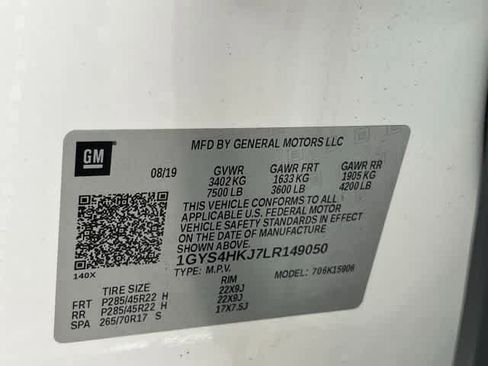 GM
MFD BY GENERAL MOTORS LLC
08/19 GVWR GAWR FRT GAWR RR
3402 KG 1633 KG 1905 KG
7500 LB 3600 LB 4200 LB
THIS VEHICLE CONFORMS TO ALL
APPLICABLE U.S. FEDERAL MOTOR
VEHICLE SAFETY STANDARDS IN
EFFECT ON THE DATE OF
MANUFACTURE SHOWN ABOVE.
1GYS4HKJ7LR149050
140X TYPE: M.P.V. MODEL: 706K15906
TIRE SIZE RIM
FRT P285/45R22 H 22X9J
RR P285/45R22 H 22X9J
SPA 265/70R17 S 17X7.5J